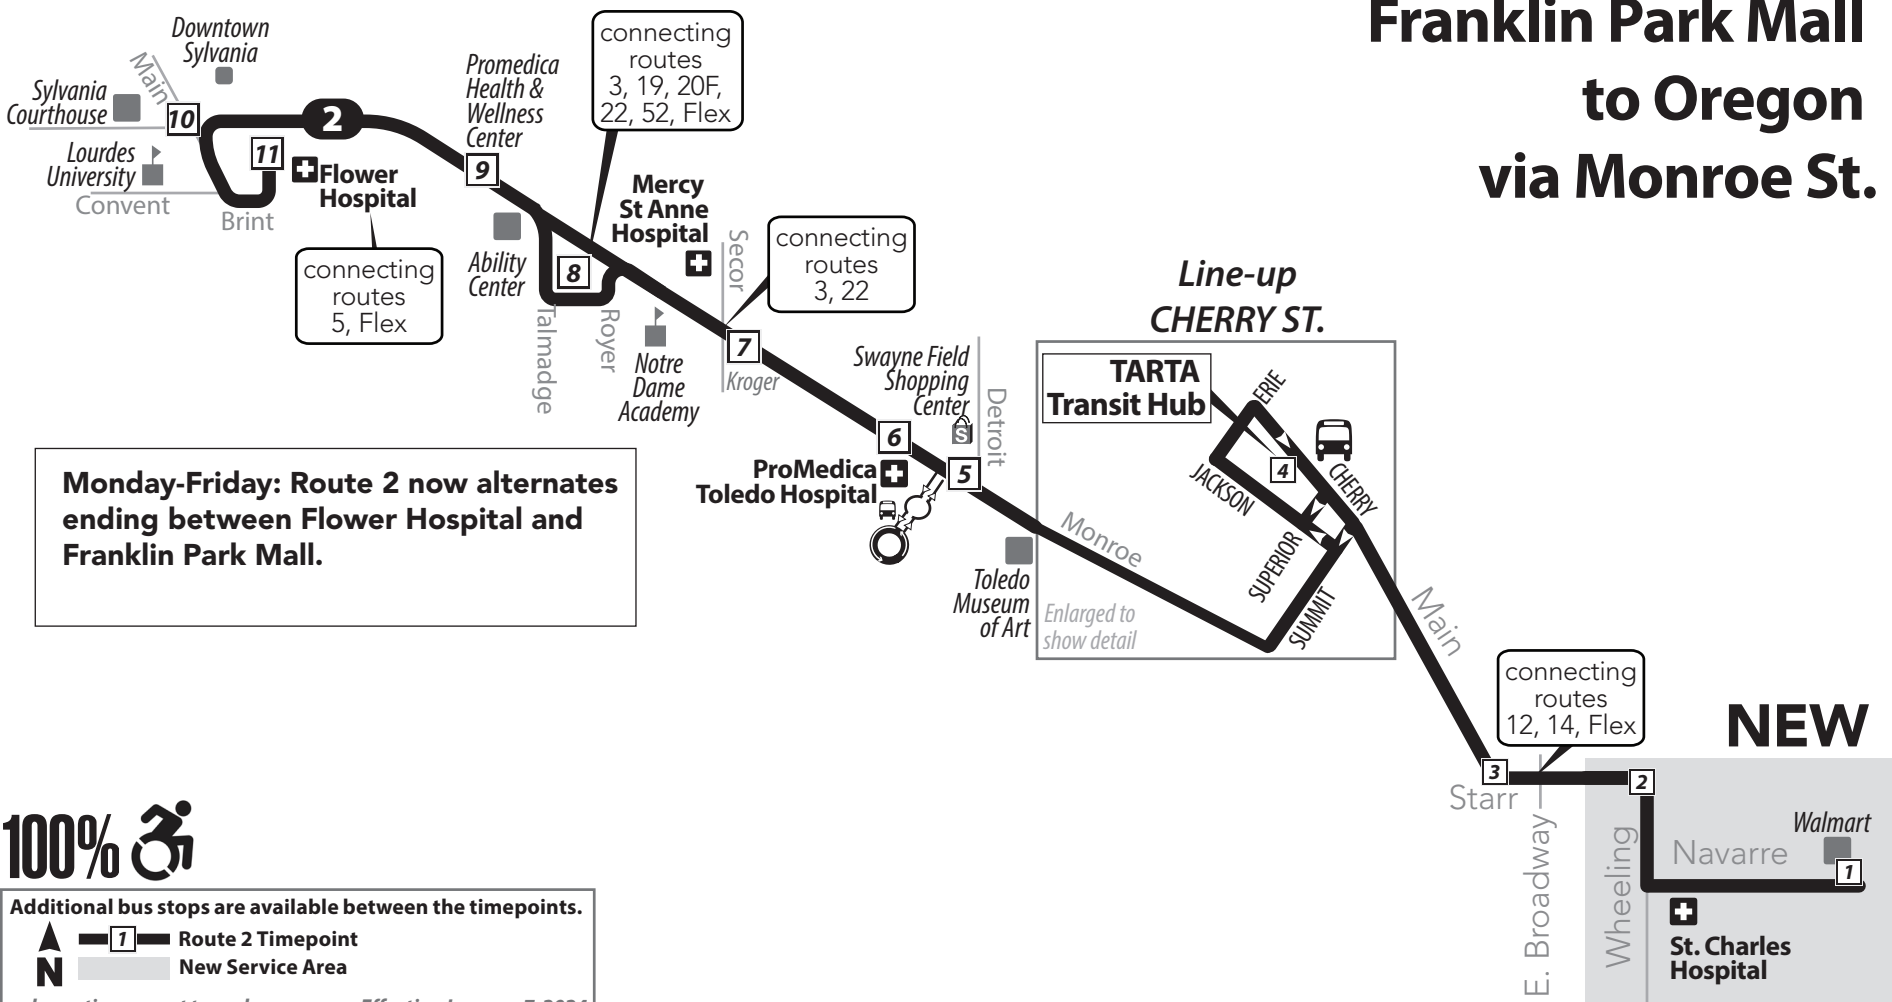 Franklin Park Mall
to Oregon
via Monroe St.
Downtown
Sylvania
Main
Sylvania
Courthouse
10
2
11
Lourdes
University
Convent
Brint
Flower
Hospital
connecting
routes
5, Flex
Promedica
Health &
Wellness
Center
9
connecting
routes
3, 19, 20F,
22, 52, Flex
Mercy
St Anne
Hospital
Ability
Center
8
Talmadge
Royer
Notre
Dame
Academy
Secor
connecting
routes
3, 22
7
Kroger
Swayne Field
Shopping
Center
S
Detroit
6
5
ProMedica
Toledo Hospital
Toledo
Museum
of Art
Line-up
CHERRY ST.
TARTA
Transit Hub
ERIE
4
CHERRY
JACKSON
SUPERIOR
SUMMIT
Monroe
Enlarged to
show detail
Main
Monday-Friday: Route 2 now alternates
ending between Flower Hospital and
Franklin Park Mall.
connecting
routes
12, 14, Flex
NEW
3
Starr
2
E. Broadway
Wheeling
Navarre
Walmart
1
St. Charles
Hospital
100%
Additional bus stops are available between the timepoints.
1 Route 2 Timepoint
N New Service Area